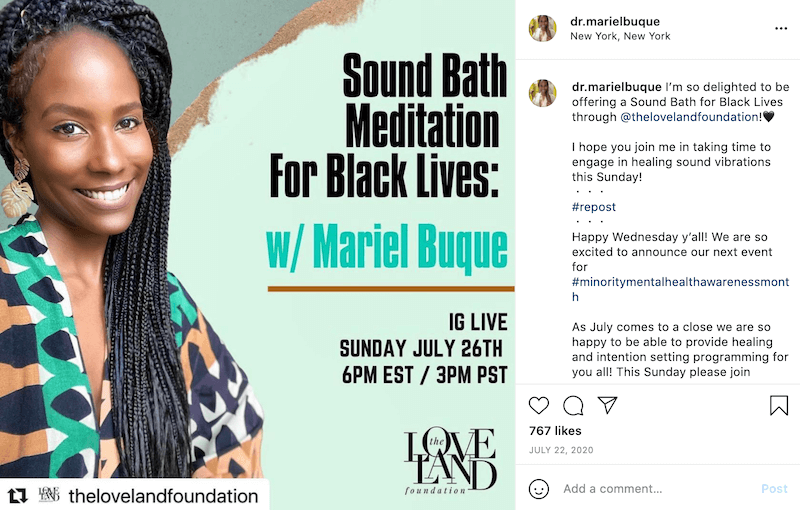 Sound Bath
Meditation
For Black Lives:
w/ Mariel Buque
IG LIVE
SUNDAY JULY 26TH
6PM EST / 3PM PST
the
LOVE
LAND
foundation
thelovelandfoundation
dr.marielbuque
New York, New York
dr.marielbuque I’m so delighted to be
offering a Sound Bath for Black Lives
through @thelovelandfoundation!🖤
I hope you join me in taking time to
engage in healing sound vibrations
this Sunday!
· · ·
#repost
· · ·
Happy Wednesday y’all! We are so
excited to announce our next event
for
#minoritymentalhealthawarenessmont
h
As July comes to a close we are so
happy to be able to provide healing
and intention setting programming for
you all! This Sunday please join
767 likes
JULY 22, 2020
Add a comment...
Post